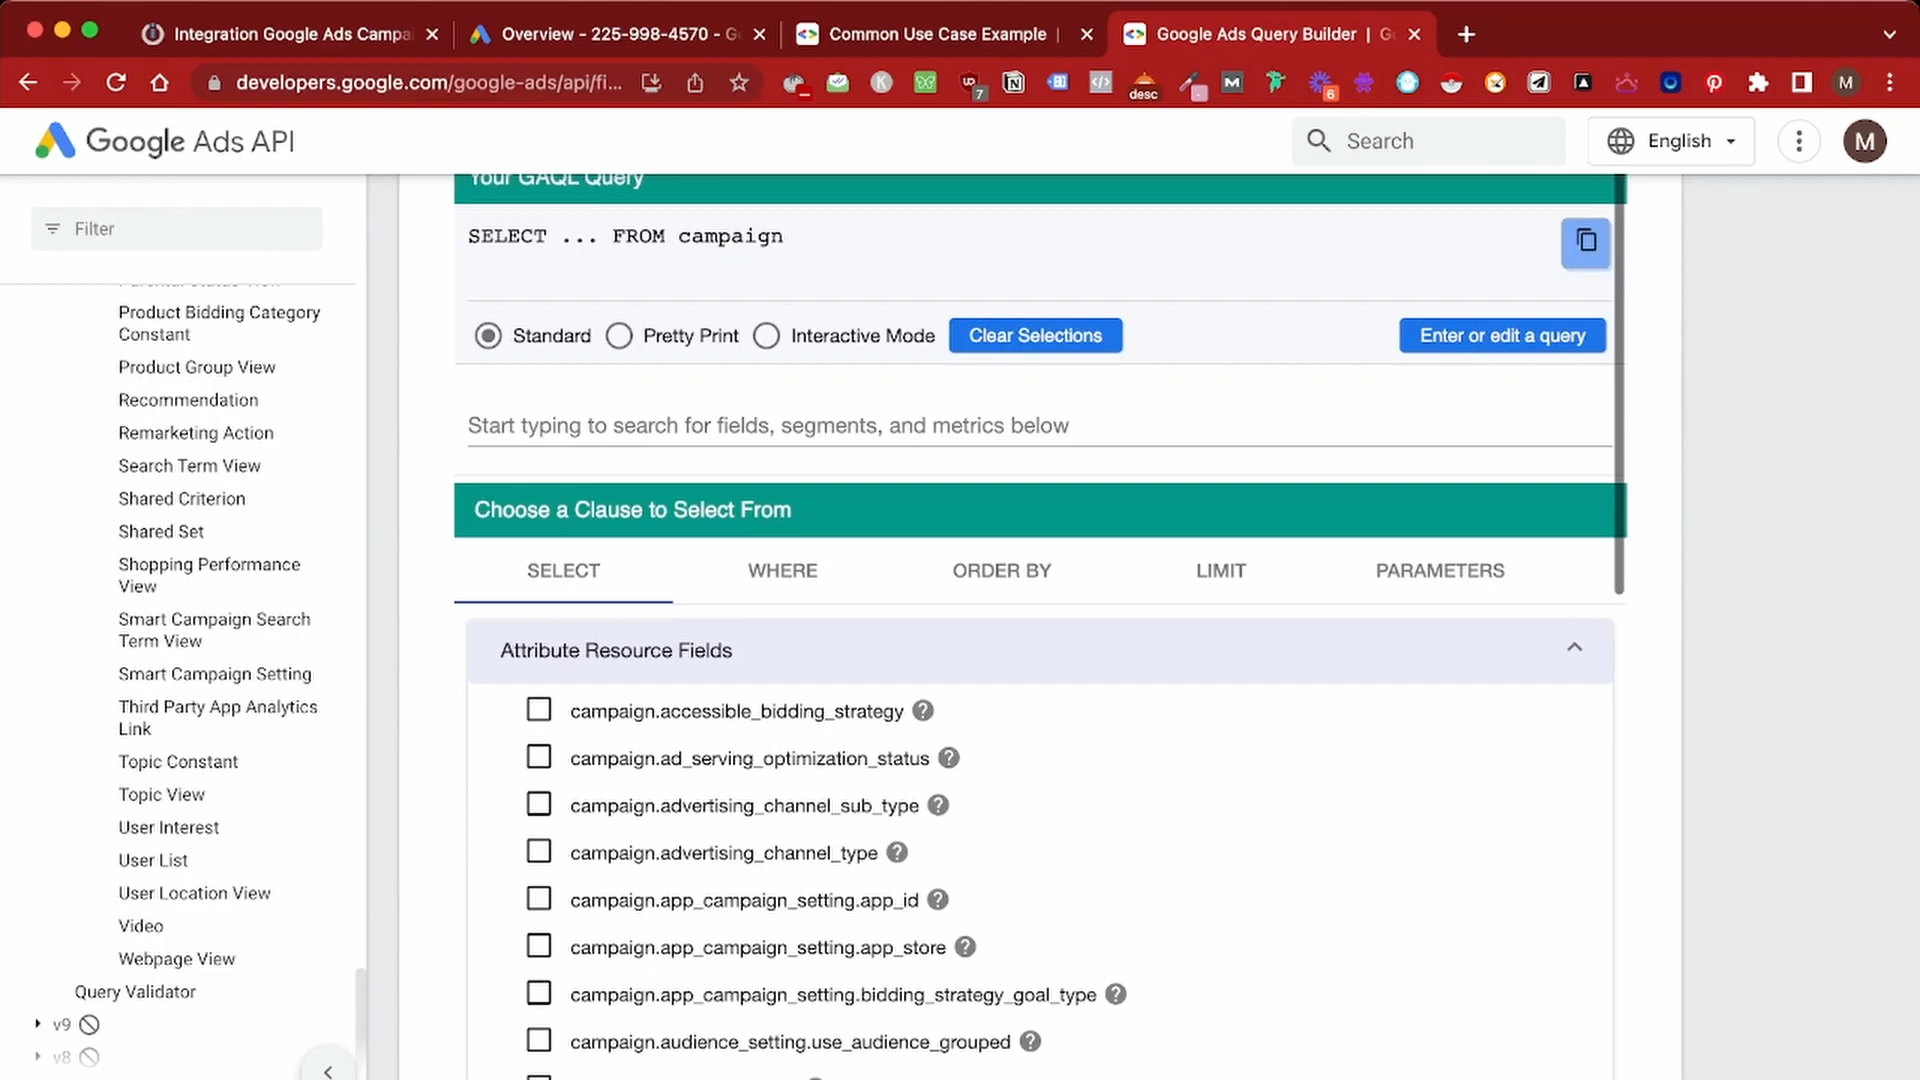 Integration Google Ads Campa
Overview - 225-998-4570 - G
Common Use Case Example |
Google Ads Query Builder | G
developers.google.com/google-ads/api/fi...
7
desc
6
M
Google Ads API
Search
English
M
Filter
Product Bidding Category
Constant
Product Group View
Recommendation
Remarketing Action
Search Term View
Shared Criterion
Shared Set
Shopping Performance
View
Smart Campaign Search
Term View
Smart Campaign Setting
Third Party App Analytics
Link
Topic Constant
Topic View
User Interest
User List
User Location View
Video
Webpage View
Query Validator
v9
v8
Your GAQL Query
SELECT ... FROM campaign
Standard
Pretty Print
Interactive Mode
Clear Selections
Enter or edit a query
Start typing to search for fields, segments, and metrics below
Choose a Clause to Select From
SELECT
WHERE
ORDER BY
LIMIT
PARAMETERS
Attribute Resource Fields
campaign.accessible_bidding_strategy
campaign.ad_serving_optimization_status
campaign.advertising_channel_sub_type
campaign.advertising_channel_type
campaign.app_campaign_setting.app_id
campaign.app_campaign_setting.app_store
campaign.app_campaign_setting.bidding_strategy_goal_type
campaign.audience_setting.use_audience_grouped